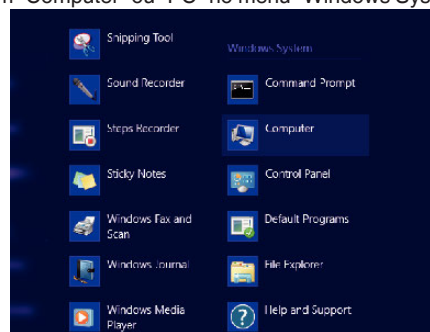 "Computer" ou "PC" no menu "Windows Sys
Snipping Tool
Sound Recorder
Steps Recorder
Sticky Notes
Windows Fax and
Scan
Windows Journal
Windows Media
Player
Windows System
Command Prompt
Computer
Control Panel
Default Programs
File Explorer
Help and Support